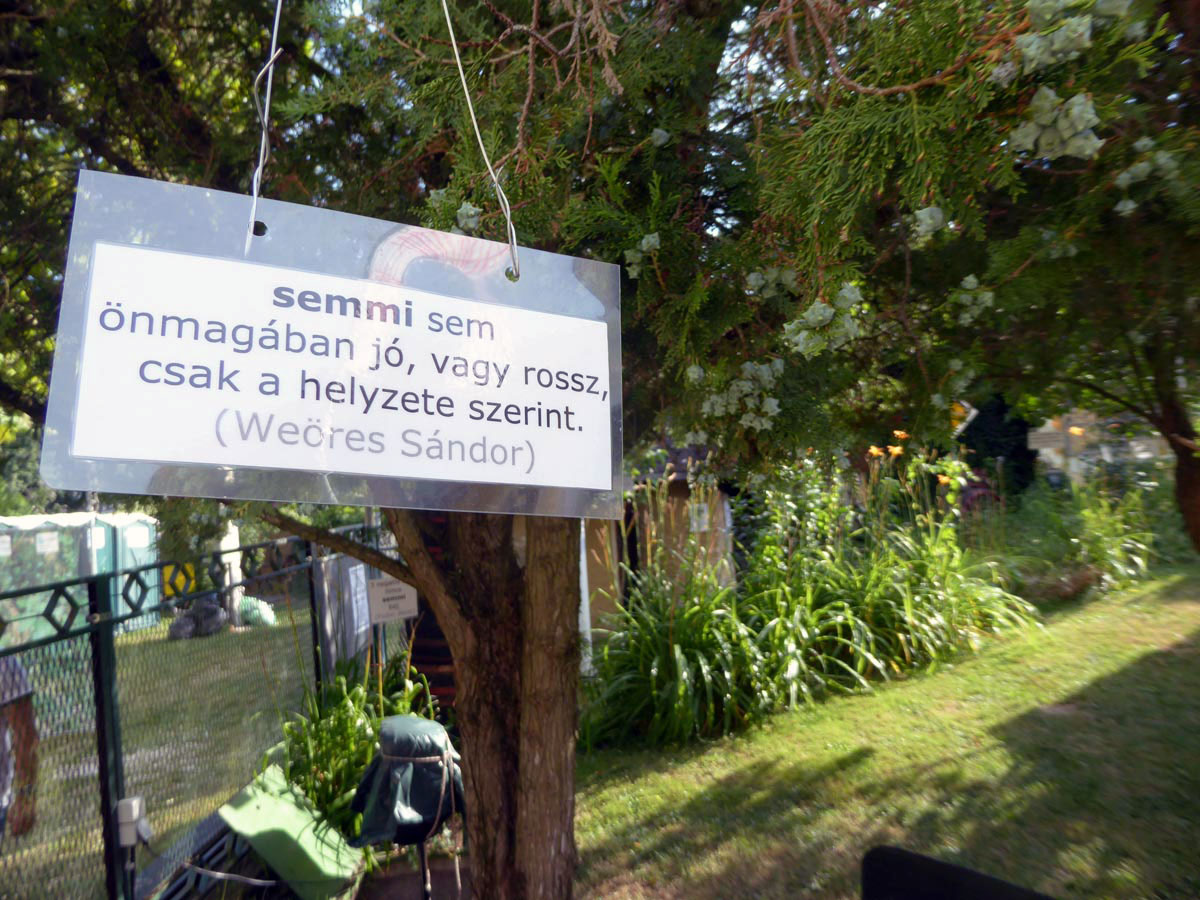 semmi sem
önmagában jó, vagy rossz,
csak a helyzete szerint.
(Weöres Sándor)